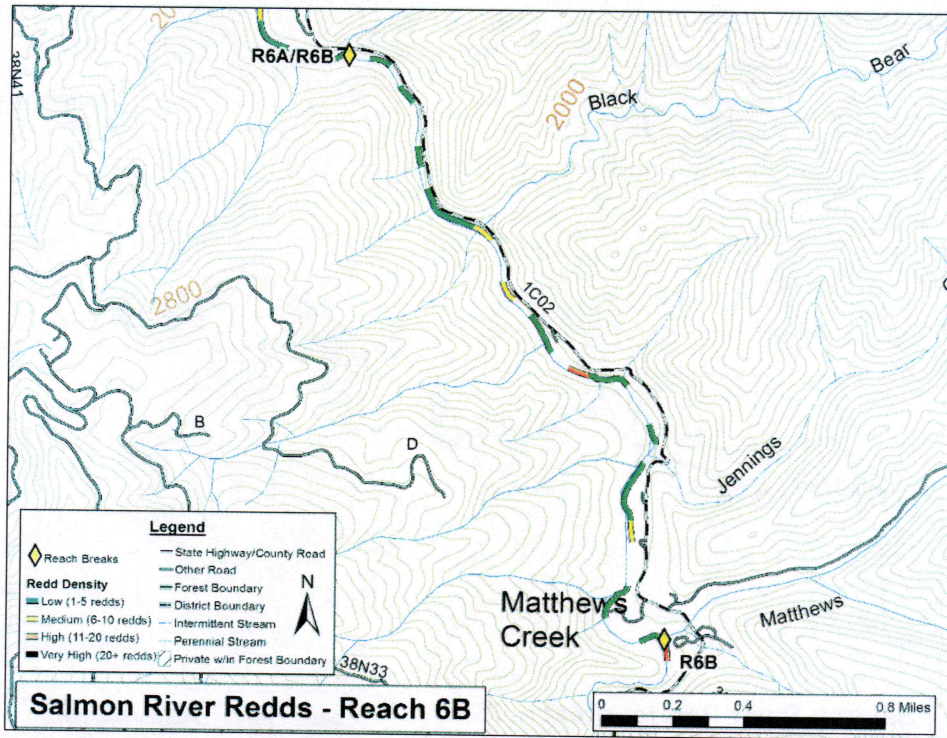 20
38N41
R6A/R6B
Bear
Black
2000
2800
1C02
B
D
Jennings
Legend
Reach Breaks
Redd Density
Low (1-5 redds)
Medium (6-10 redds)
High (11-20 redds)
Very High (20+ redds)
State Highway/County Road
Other Road
Forest Boundary
District Boundary
Intermittent Stream
Perennial Stream
Private w/in Forest Boundary
N
Matthews
Creek
Matthews
R6B
38N33
Salmon River Redds - Reach 6B
0 0.2 0.4 0.8 Miles